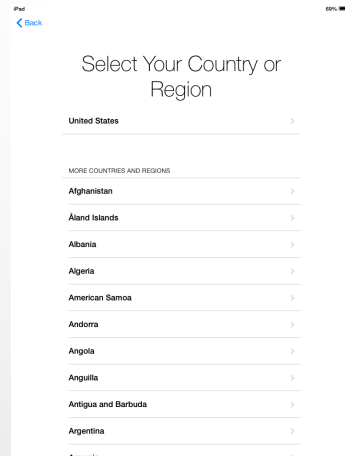 iPad
69%
Back
Select Your Country or
Region
United States
MORE COUNTRIES AND REGIONS
Afghanistan
Åland Islands
Albania
Algeria
American Samoa
Andorra
Angola
Anguilla
Antigua and Barbuda
Argentina